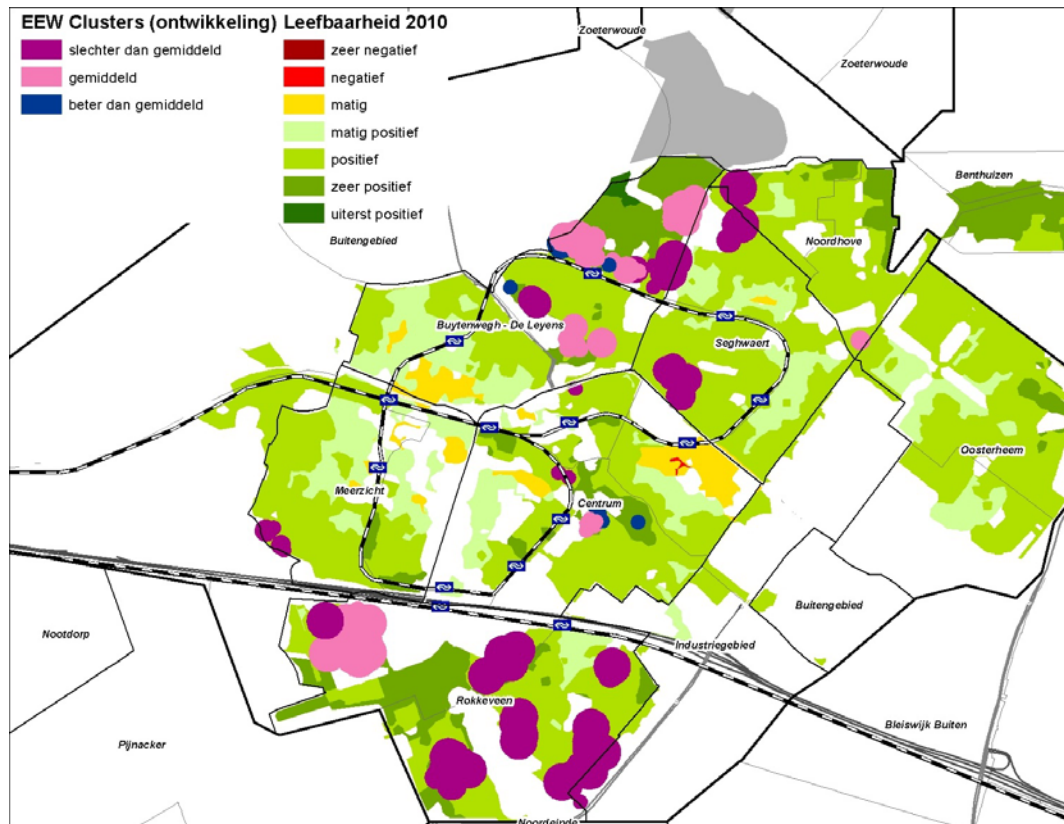 EEW Clusters (ontwikkeling)
slechter dan gemiddeld
gemiddeld
beter dan gemiddeld
Leefbaarheid 2010
zeer negatief
negatief
matig
matig positief
positief
zeer positief
uiterst positief
Zoeterwoude
Zoeterwoude
Benthuizen
Buitengebied
Noordhove
Buytenwegh - De Leyens
Seghwaert
Oosterheem
Meerzicht
Centrum
Buitengebied
Nootdorp
Industriegebied
Rokkeveen
Bleiswijk Buiten
Pijnacker
Noordeinde